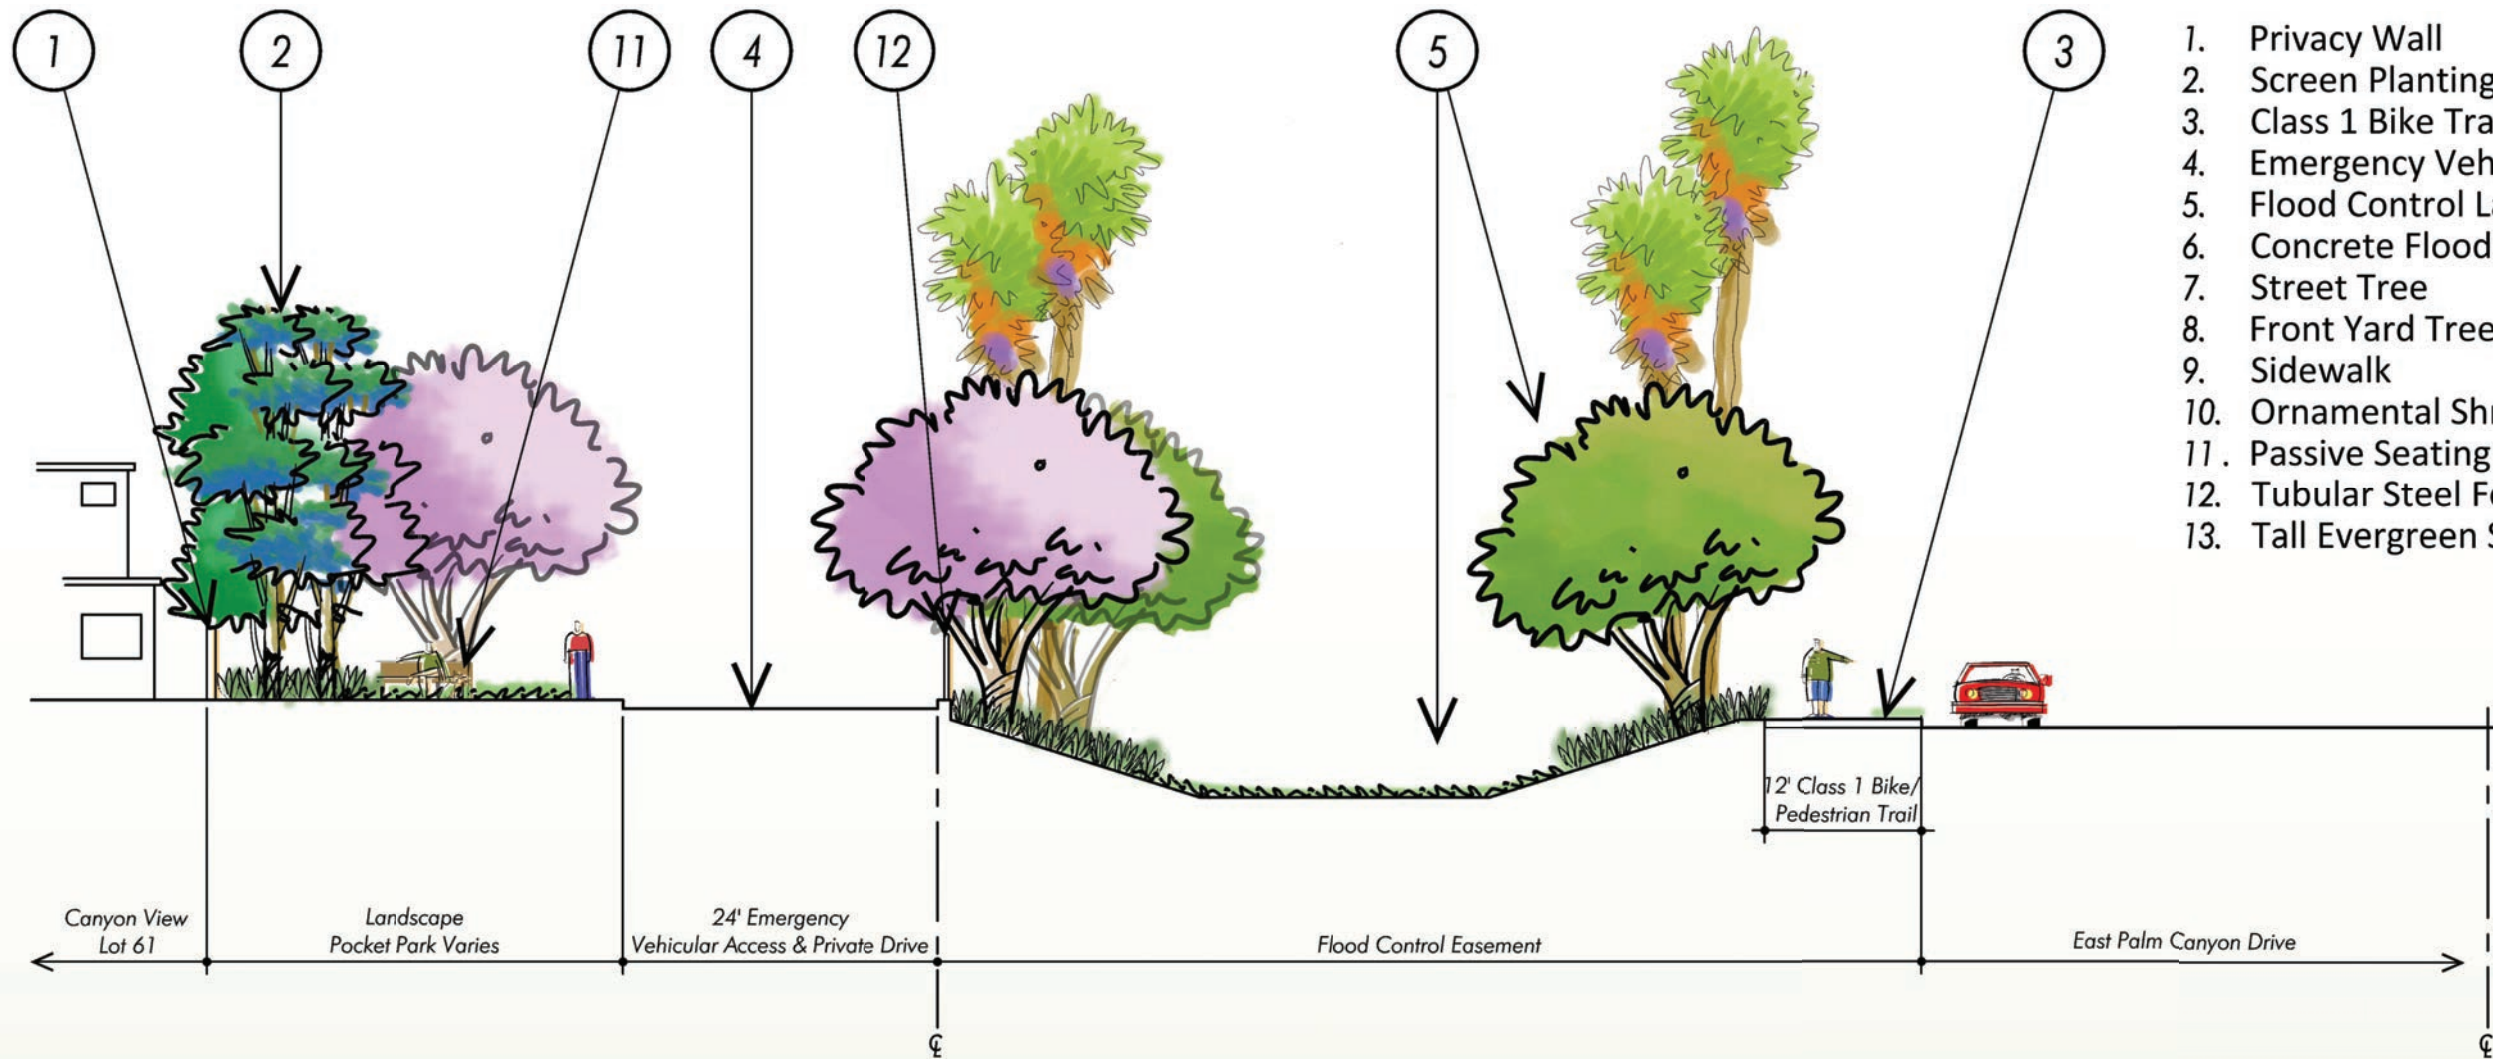 1
2
11
4
12
5
3
1. Privacy Wall
2. Screen Planting
3. Class 1 Bike
4. Emergency
5. Flood Control
6. Concrete Flood
7. Street Tree
8. Front Yard Tree
9. Sidewalk
10. Ornamental
11. Passive Seating
12. Tubular Steel
13. Tall Evergreen
12' Class 1 Bike/
Pedestrian Trail
Canyon View
Lot 61
Landscape
Pocket Park Varies
24' Emergency
Vehicular Access & Private Drive
Flood Control Easement
East Palm Canyon Drive
℄
℄